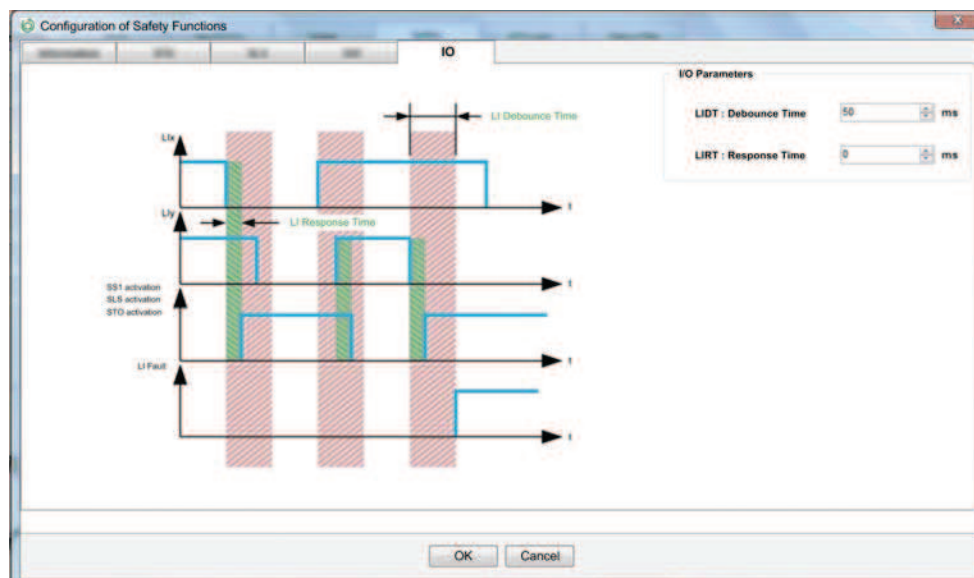 Configuration of Safety Functions
IO
I/O Parameters
LIDT : Debounce Time 50 ms
LIRT : Response Time 0 ms
LI Debounce Time
LIx
t
LIy
LI Response Time
t
SS1 activation
SLS activation
STO activation
t
LI Fault
t
OK Cancel